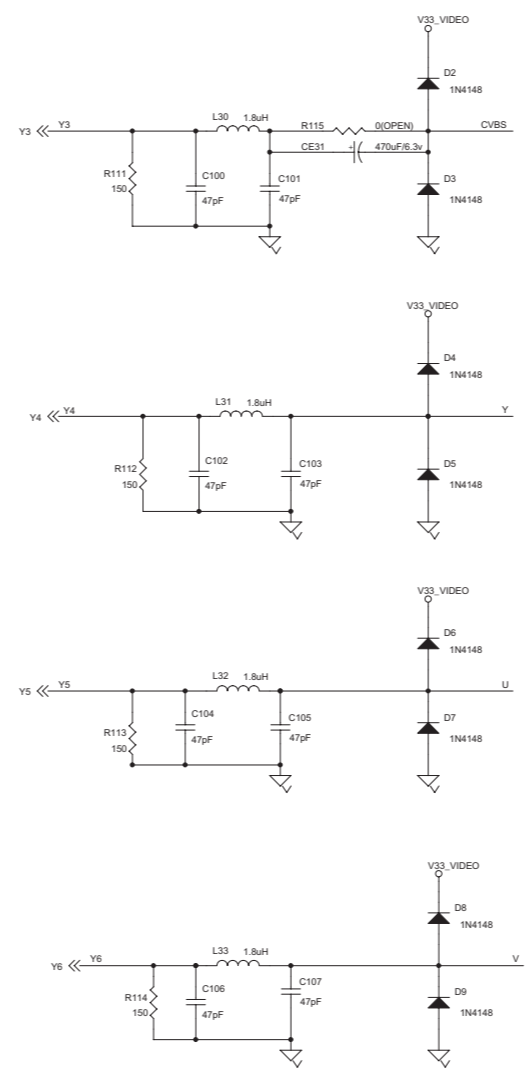 V33_VIDEO
D2
1N4148
L30 1.8uH
R115 0(OPEN)
Y3 Y3 CVBS
CE31 + 470uF/6.3v
R111
150
C100
47pF
C101
47pF
D3
1N4148
V
V33_VIDEO
D4
1N4148
L31 1.8uH
Y4 Y4 Y
R112
150
C102
47pF
C103
47pF
D5
1N4148
V
V33_VIDEO
D6
1N4148
L32 1.8uH
Y5 Y5 U
R113
150
C104
47pF
C105
47pF
D7
1N4148
V
V33_VIDEO
D8
1N4148
L33 1.8uH
Y6 Y6 V
R114
150
C106
47pF
C107
47pF
D9
1N4148
V